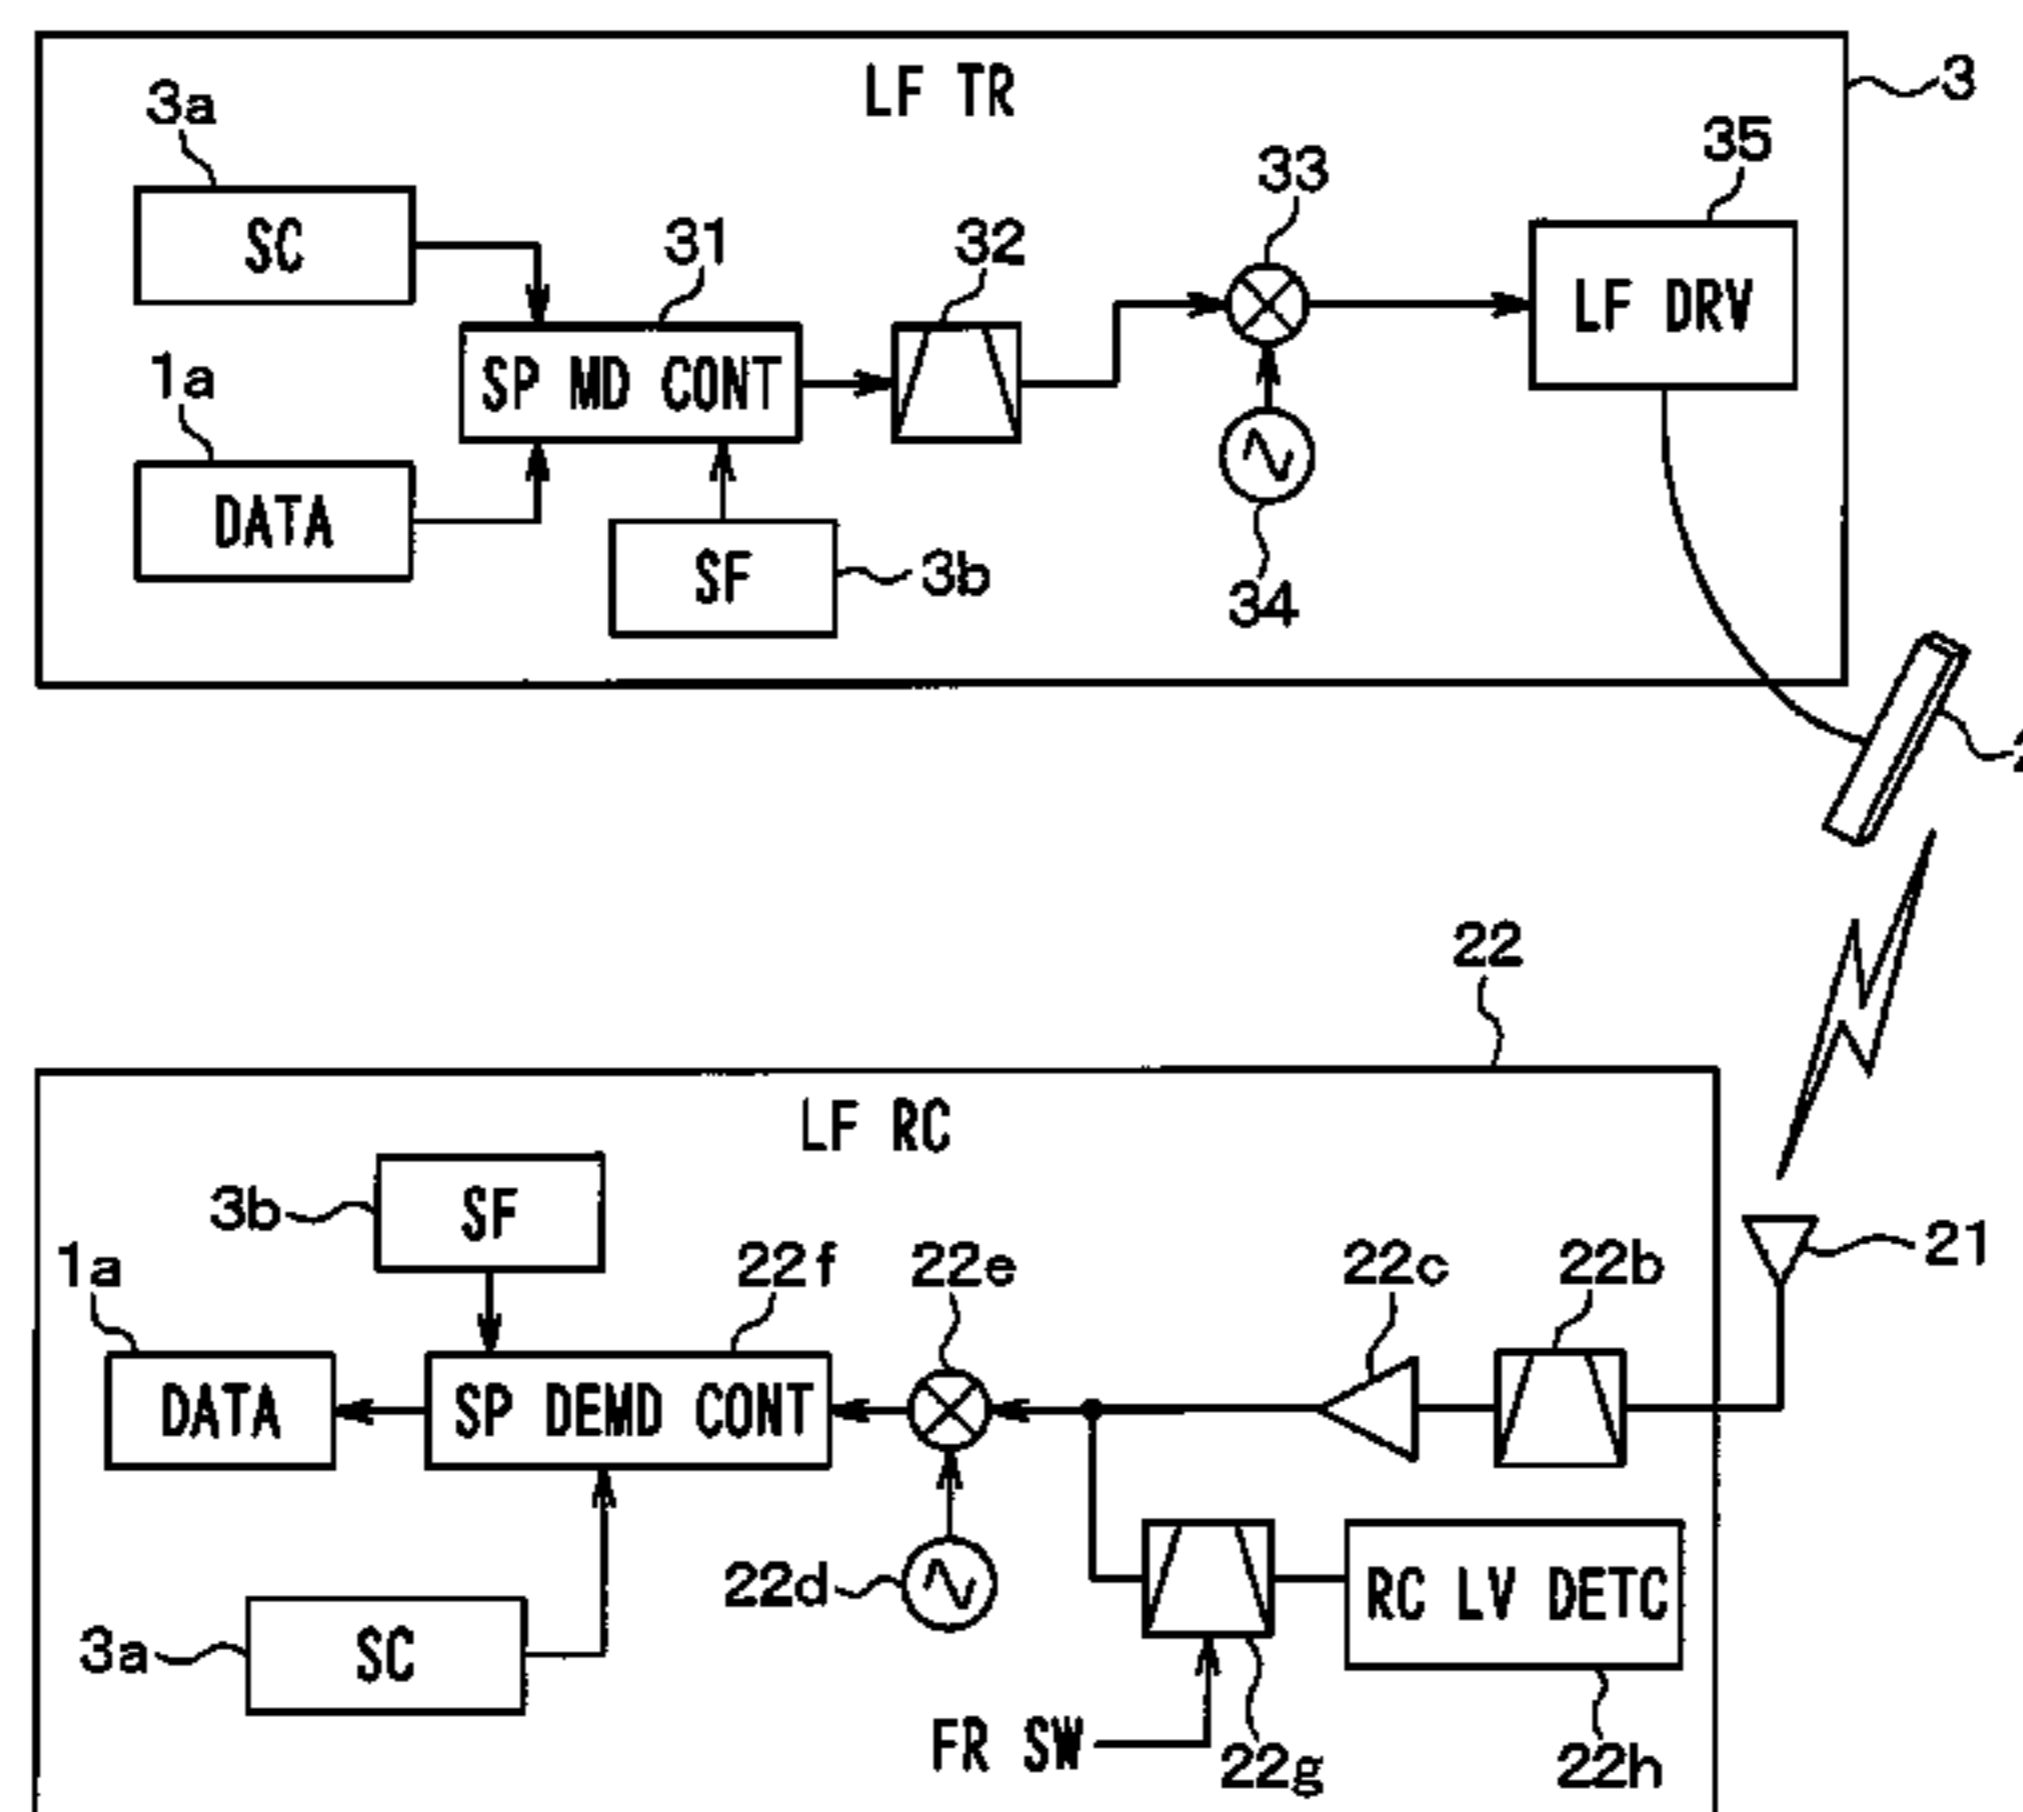 LF TR
3
3a
35
33
SC
31
32
LF DRV
1a
SP MD CONT
DATA
SF
3b
34
22
LF RC
3b
SF
21
1a
22f
22e
22c
22b
DATA
SP DEMD CONT
22d
RC LV DETC
3a
SC
FR SW
22g
22h